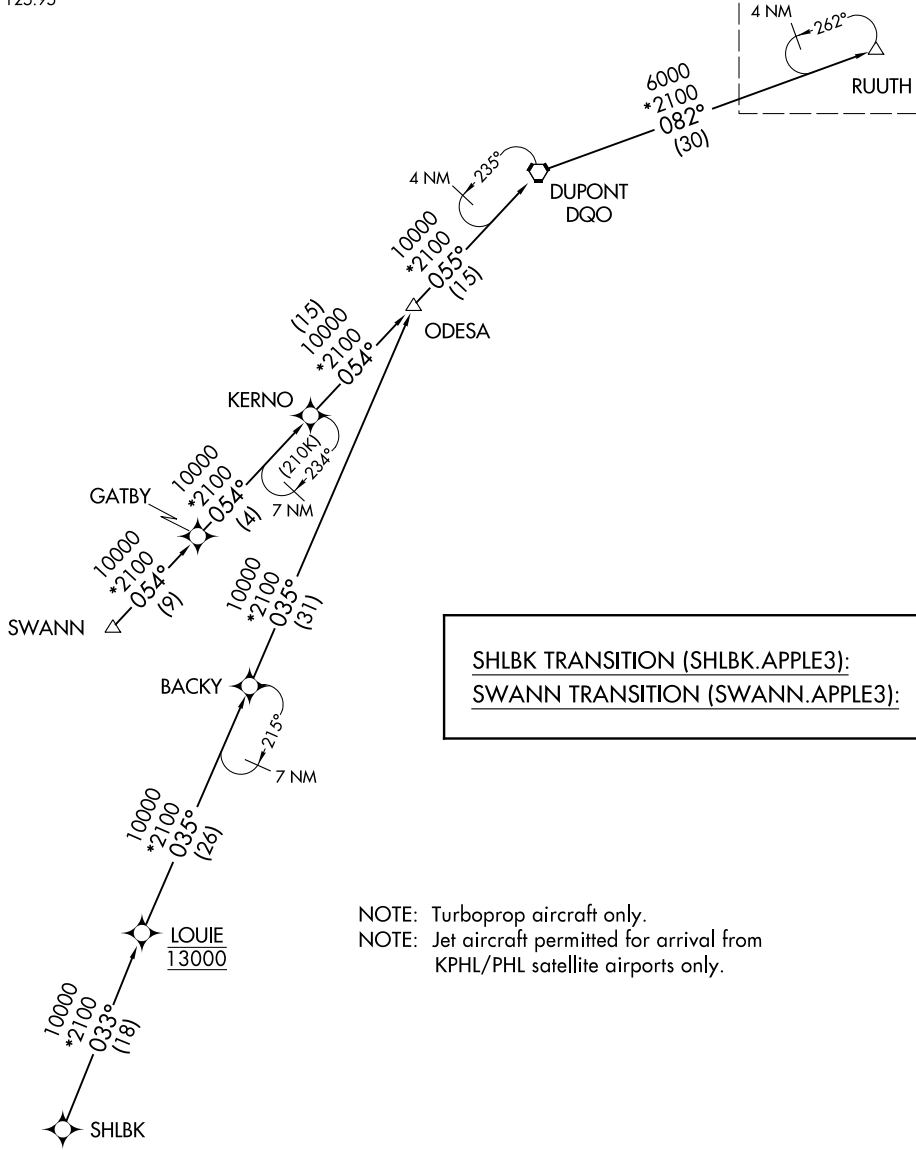 4 NM
262°
RUUTH
6000
*2100
082°
(30)
4 NM
235°
DUPONT
DQO
10000
*2100
055°
(15)
ODESA
(15)
10000
*2100
054°
KERNO
(210K)
234°
7 NM
10000
*2100
054°
(4)
GATBY
10000
*2100
054°
(9)
SWANN
10000
*2100
035°
(31)
SHLBK TRANSITION (SHLBK.APPLE3):
SWANN TRANSITION (SWANN.APPLE3):
BACKY
215°
7 NM
10000
*2100
035°
(26)
NOTE: Turboprop aircraft only.
NOTE: Jet aircraft permitted for arrival from
KPHL/PHL satellite airports only.
LOUIE
13000
10000
*2100
033°
(18)
SHLBK